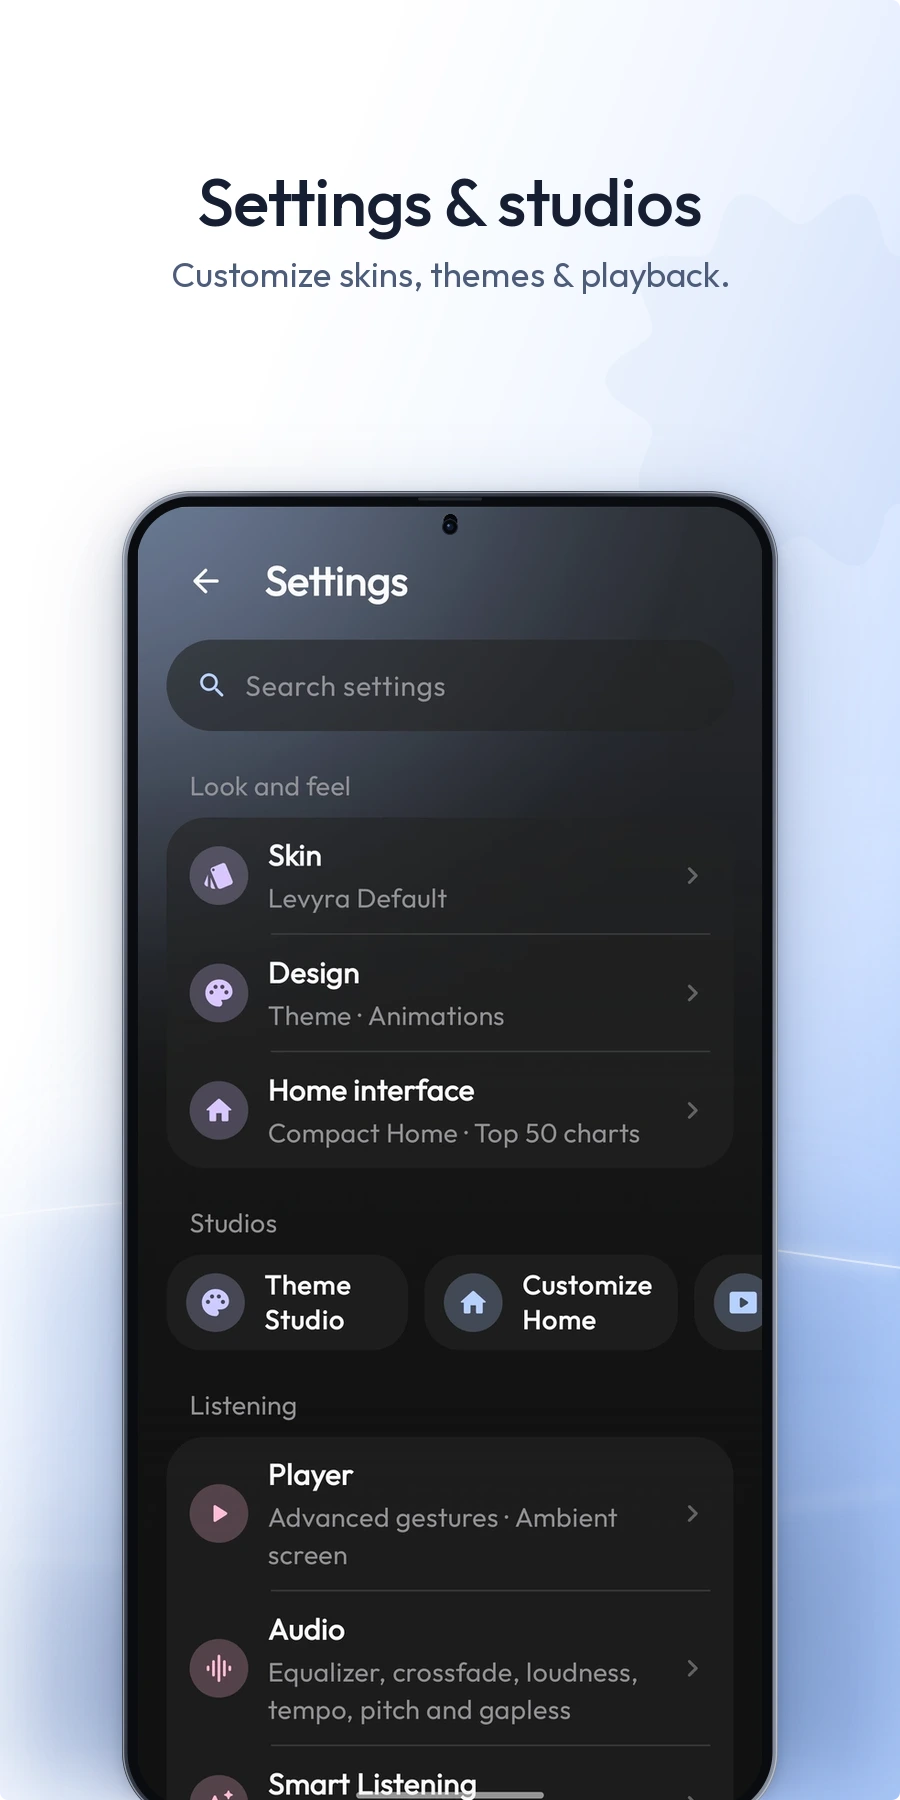 Settings & studios
Customize skins, themes & playback.
Settings
Search settings
Look and feel
Skin
Levyra Default
Design
Theme · Animations
Home interface
Compact Home · Top 50 charts
Studios
Theme
Studio
Customize
Home
Listening
Player
Advanced gestures · Ambient
screen
Audio
Equalizer, crossfade, loudness,
tempo, pitch and gapless
Smart Listening